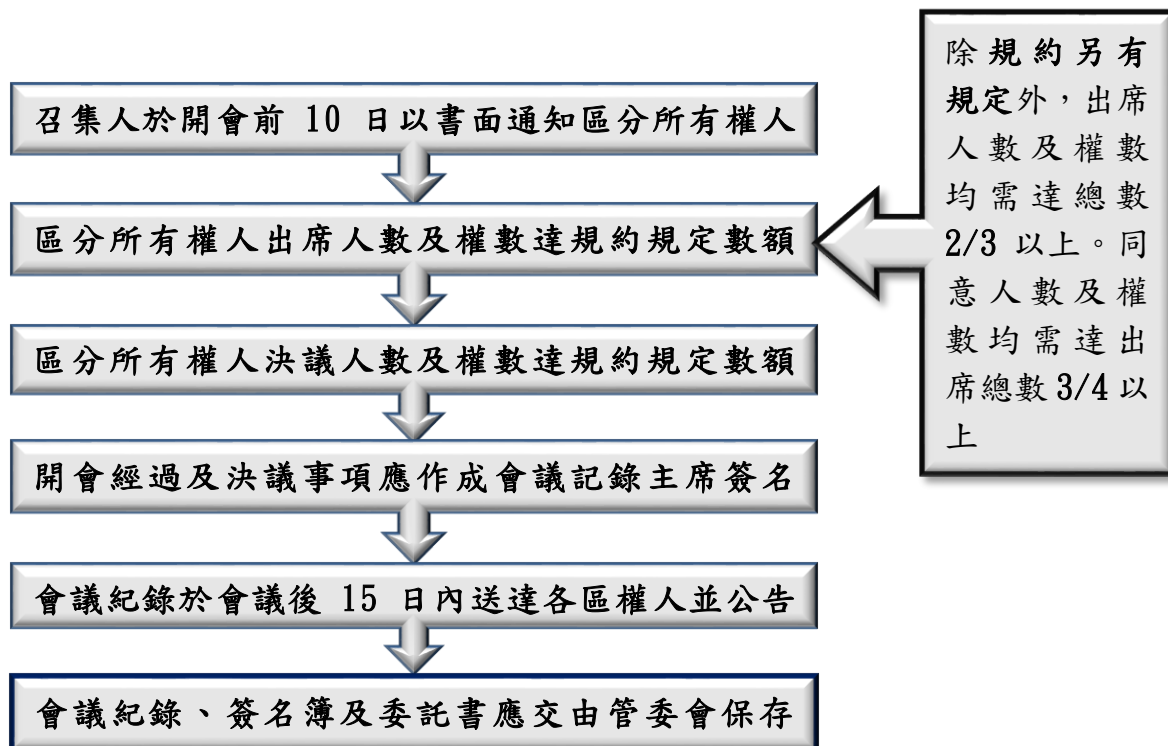 召集人於開會前 10 日以書面通知區分所有權人
區分所有權人出席人數及權數達規約規定數額
區分所有權人決議人數及權數達規約規定數額
開會經過及決議事項應作成會議記錄主席簽名
會議紀錄於會議後 15 日內送達各區權人並公告
會議紀錄、簽名簿及委託書應交由管委會保存
除規約另有
規定外，出席
人數及權數
均需達總數
2/3 以上。同
意人數及權
數均需達出
席總數 3/4 以
上